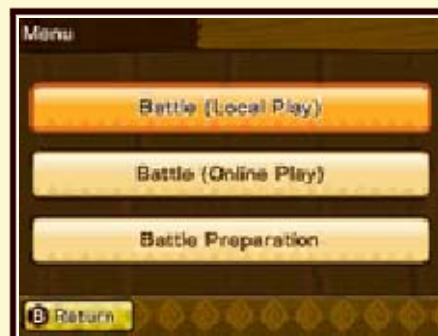 Menu
Battle (Local Play)
Battle (Online Play)
Battle Preparation
B Return